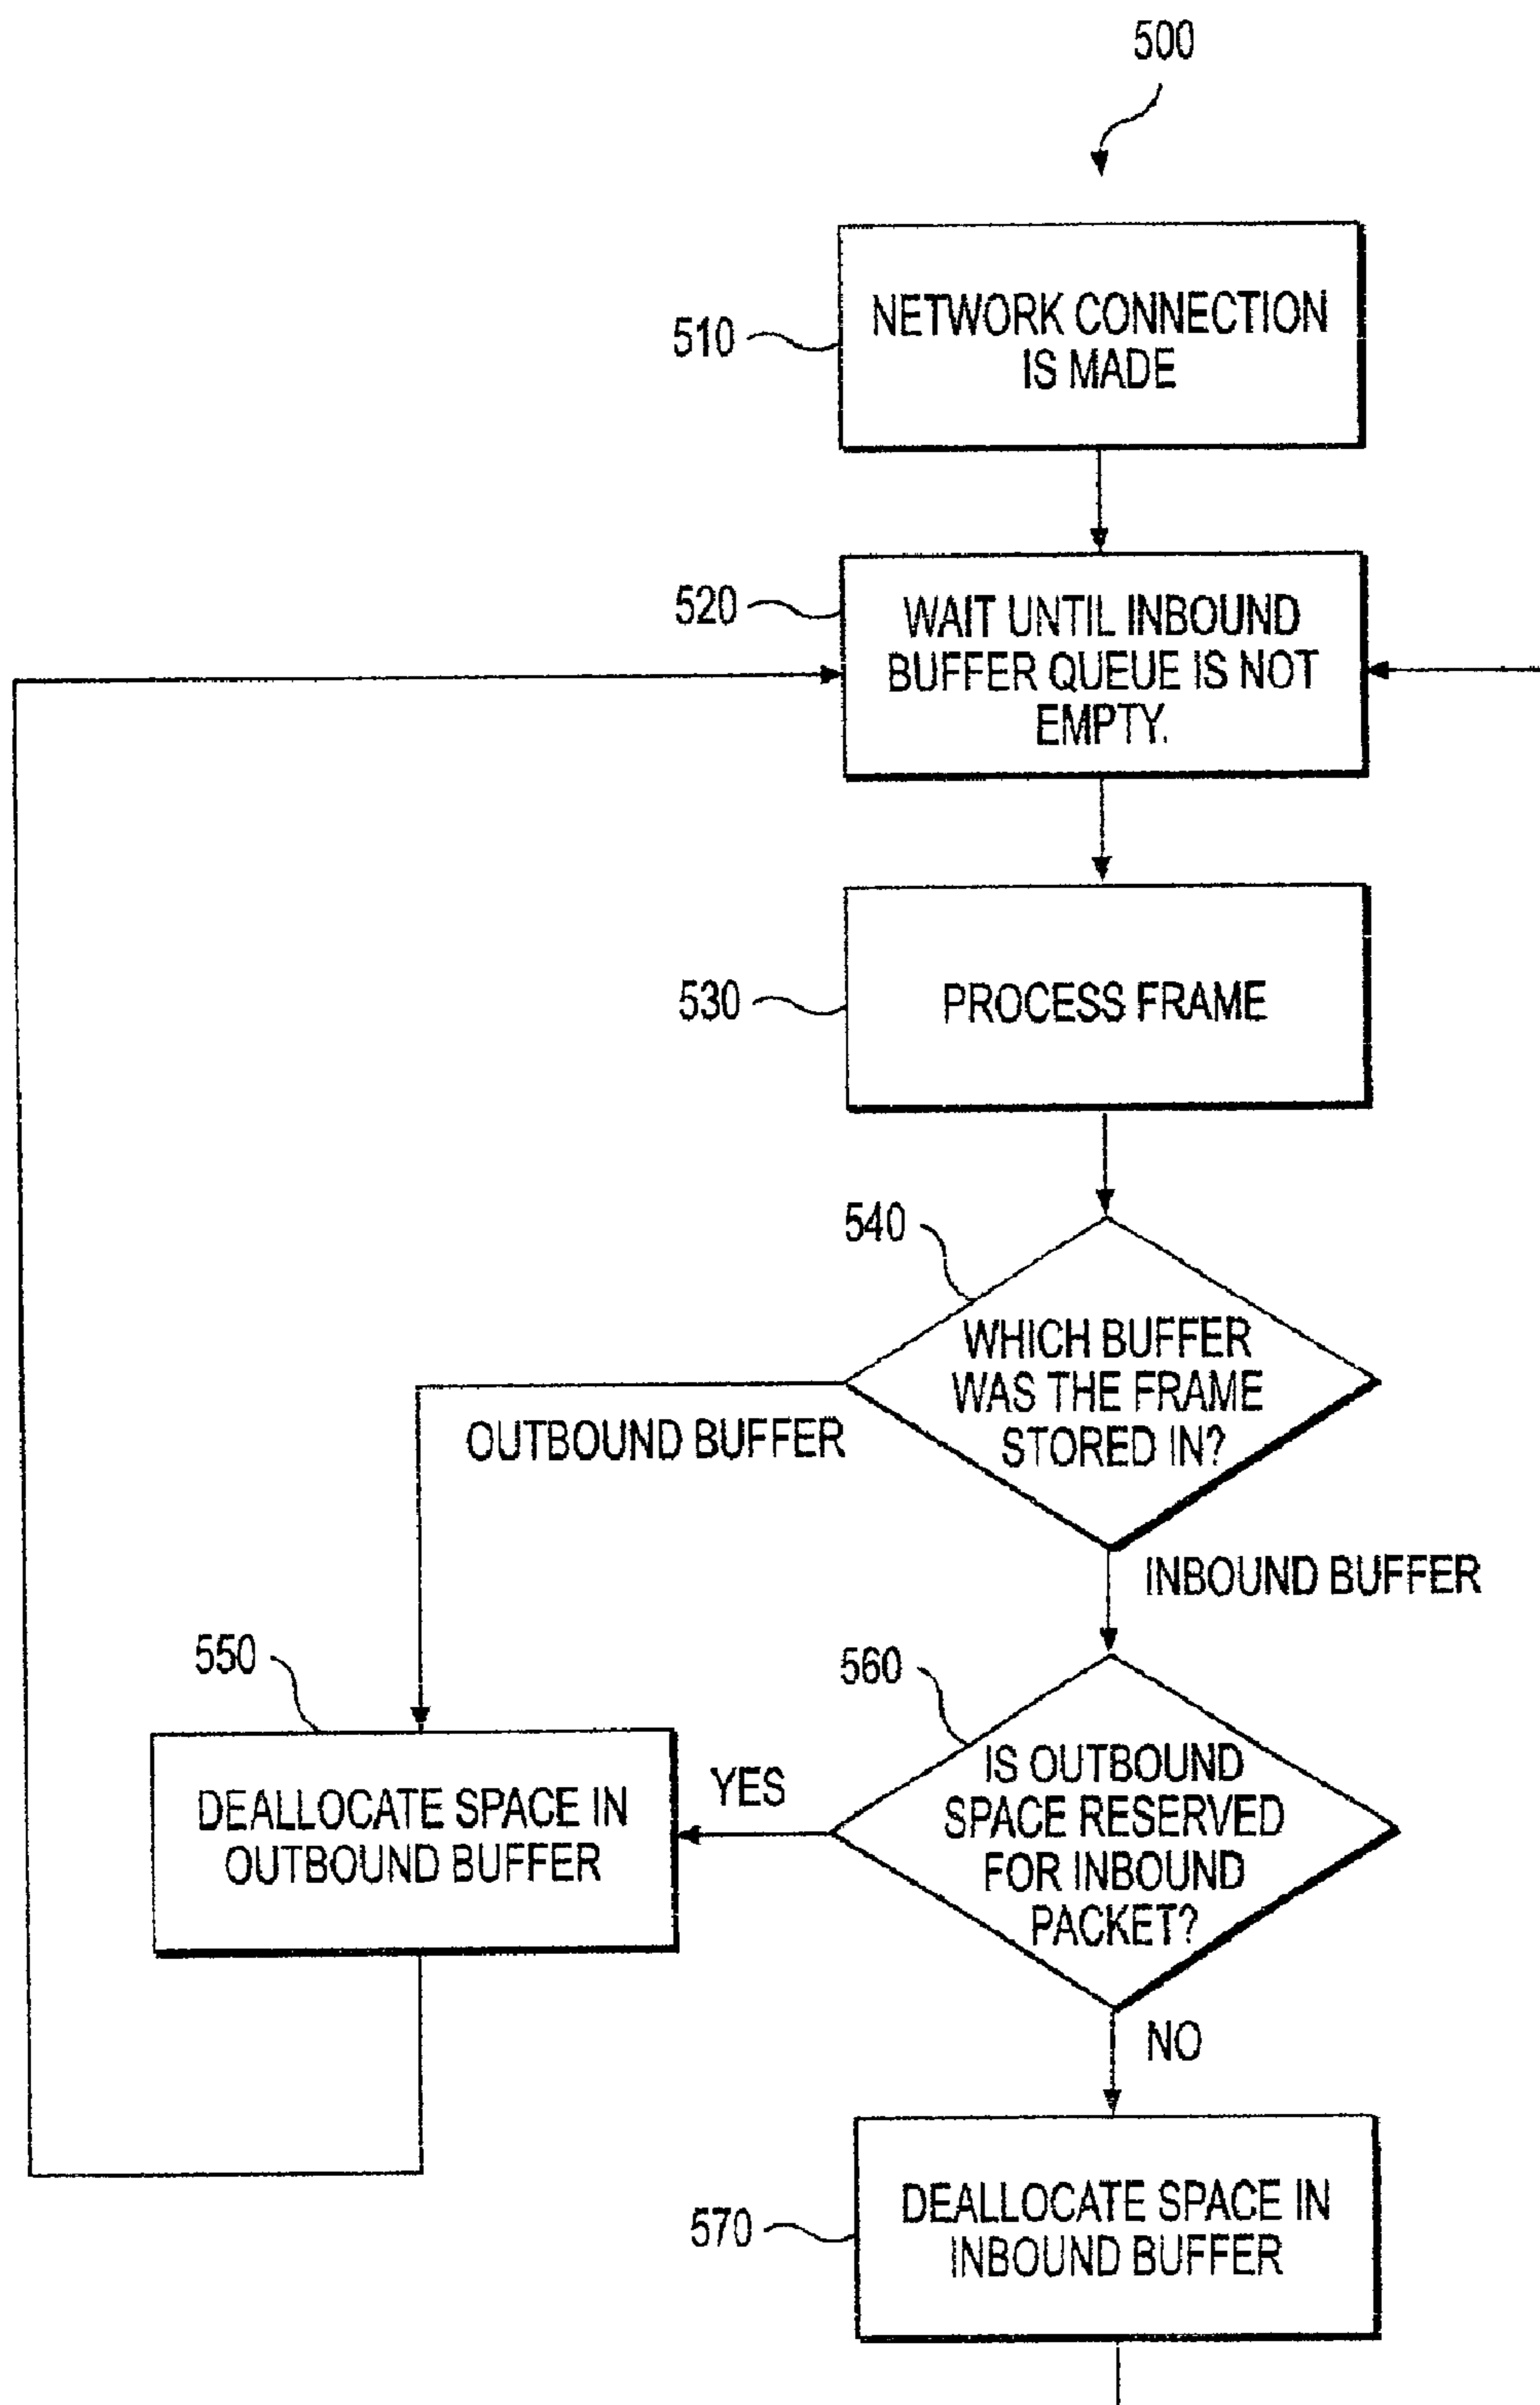 500
510
NETWORK CONNECTION
IS MADE
520
WAIT UNTIL INBOUND
BUFFER QUEUE IS NOT
EMPTY.
530
PROCESS FRAME
540
WHICH BUFFER
WAS THE FRAME
STORED IN?
OUTBOUND BUFFER
INBOUND BUFFER
550
DEALLOCATE SPACE IN
OUTBOUND BUFFER
YES
560
IS OUTBOUND
SPACE RESERVED
FOR INBOUND
PACKET?
NO
570
DEALLOCATE SPACE IN
INBOUND BUFFER